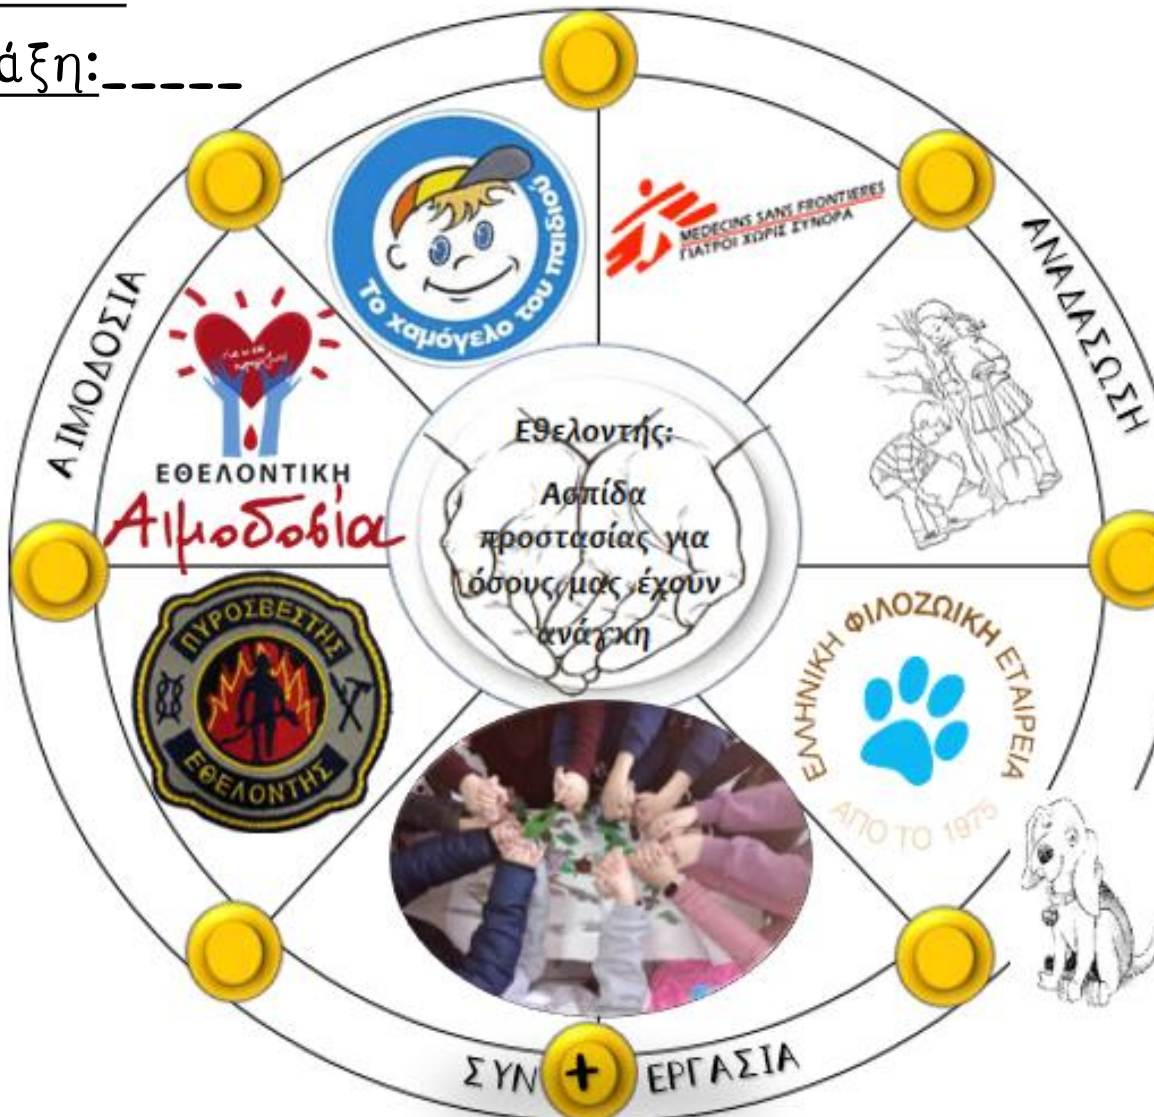 άξη:_____
Το χαμόγελο του παιδιού
MEDECINS SANS FRONTIERES
ΓΙΑΤΡΟΙ ΧΩΡΙΣ ΣΥΝΟΡΑ
ΑΙΜΟΔΟΣΙΑ
ΑΝΑΔΑΣΩΣΗ
ΕΘΕΛΟΝΤΙΚΗ
Αιμοδοσία
Εθελοντής:
Ασπίδα
προστασίας για
όσους μας έχουν
ανάγκη
ΠΥΡΟΣΒΕΣΤΗΣ
ΕΘΕΛΟΝΤΗΣ
ΕΛΛΗΝΙΚΗ ΦΙΛΟΖΩΙΚΗ ΕΤΑΙΡΕΙΑ
ΑΠΟ ΤΟ 1975
ΣΥΝ + ΕΡΓΑΣΙΑ